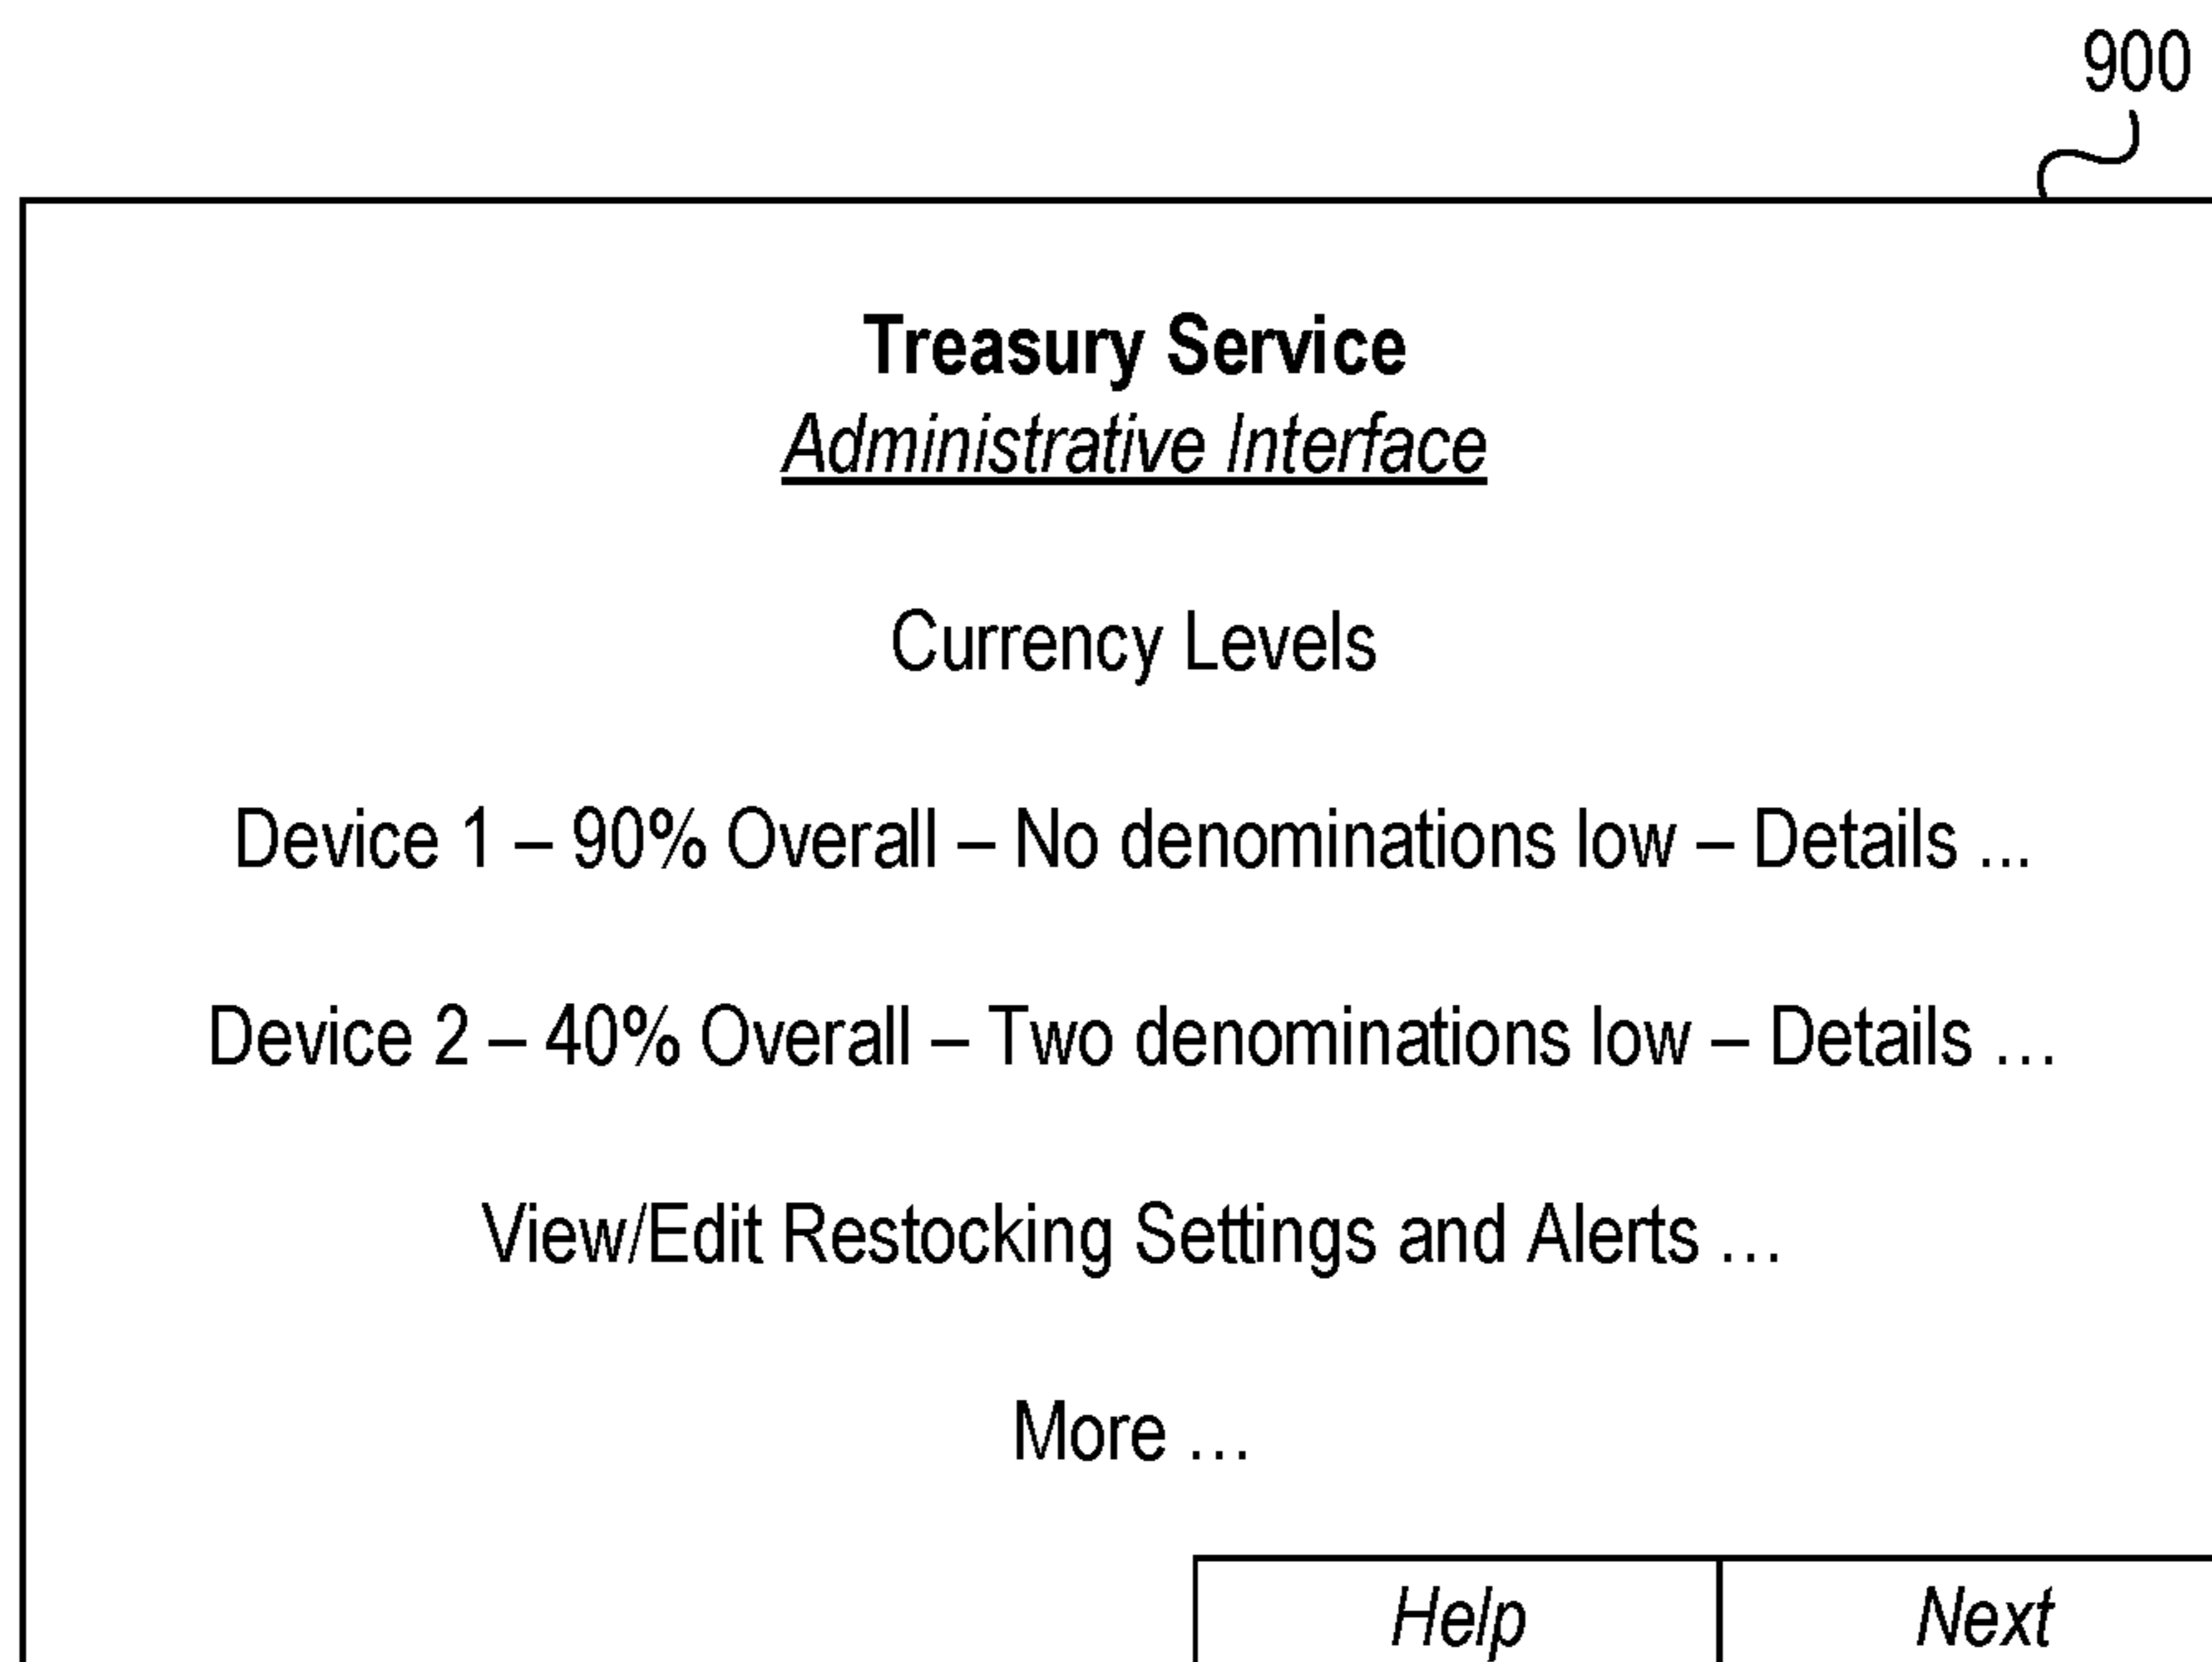 900
Treasury Service
Administrative Interface
Currency Levels
Device 1 – 90% Overall – No denominations low – Details ...
Device 2 – 40% Overall – Two denominations low – Details …
View/Edit Restocking Settings and Alerts …
More …
Help
Next